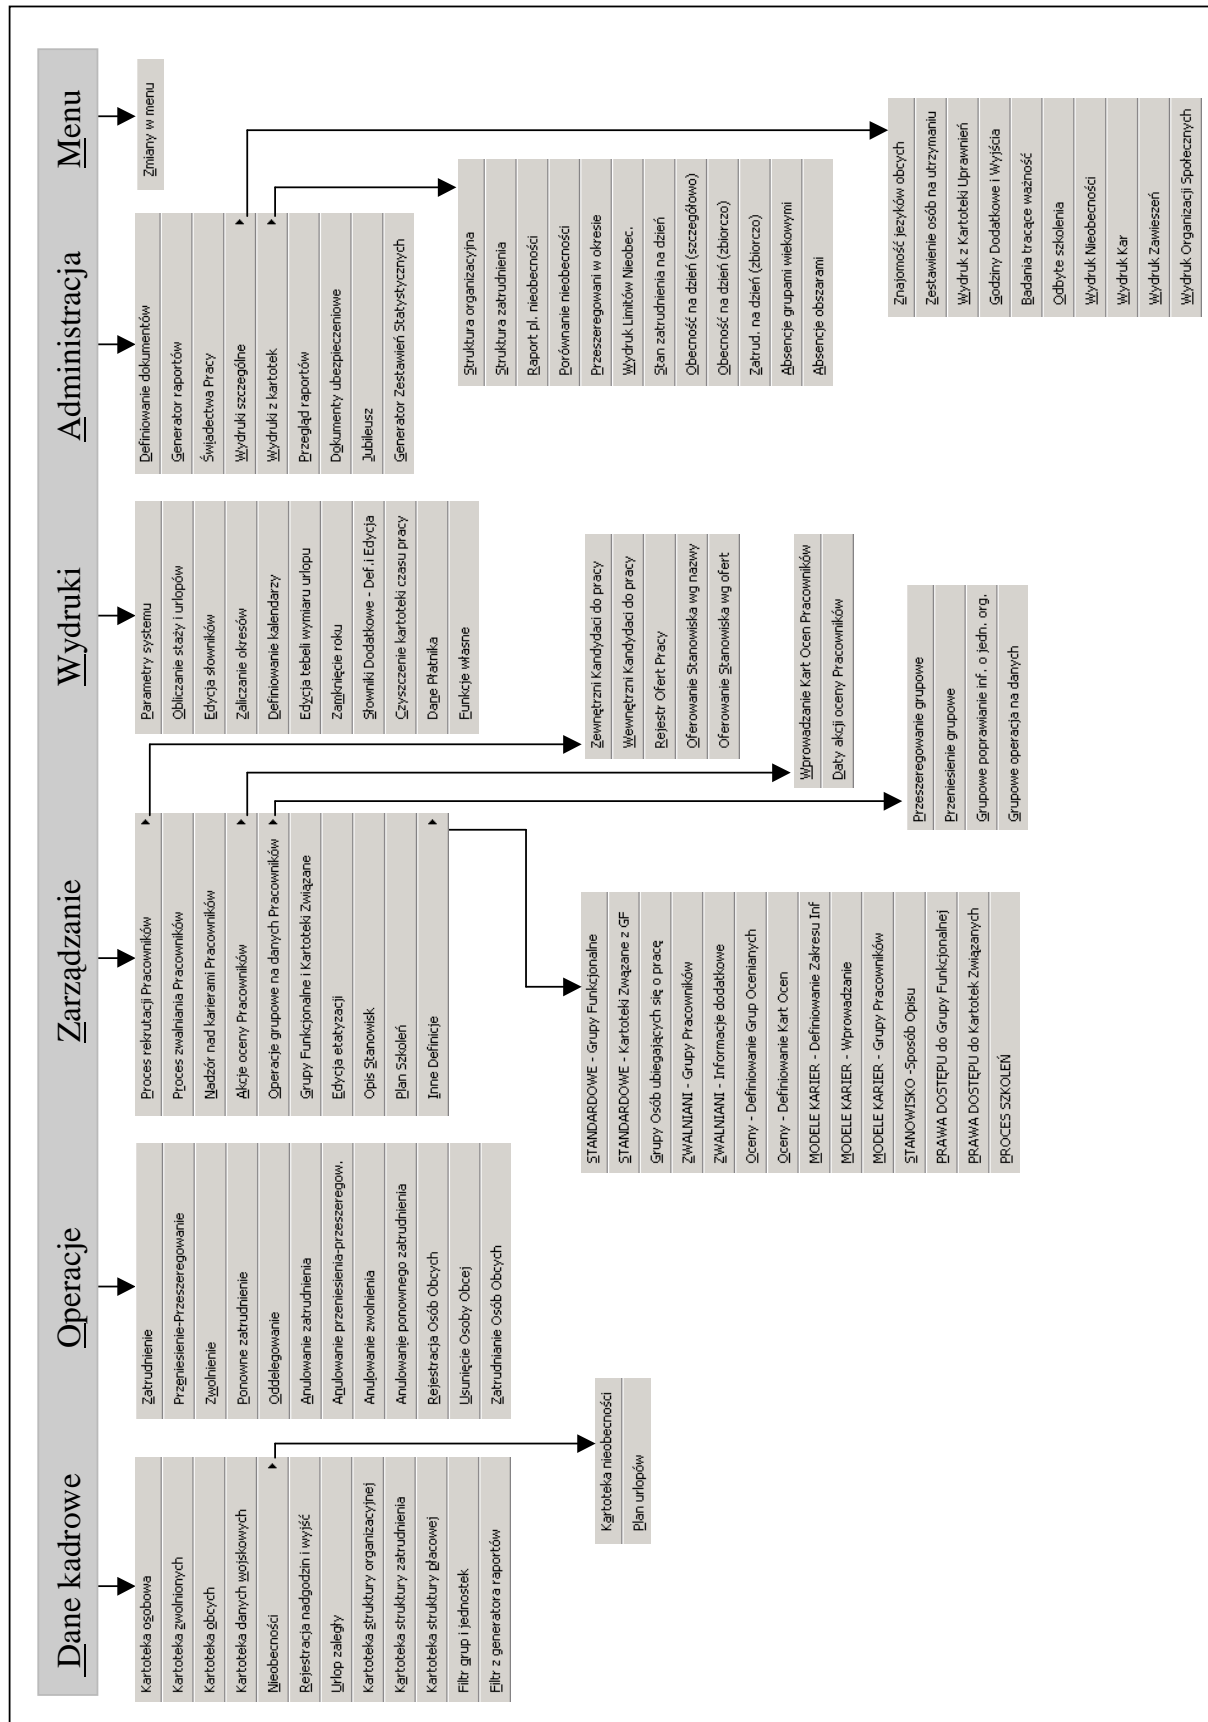 Dane kadrowe
Operacje
Zarządzanie
Wydruki
Administracja
Menu
Kartoteka osobowa
Kartoteka zwolnionych
Kartoteka obcych
Kartoteka danych wojskowych
Nieobecności
Rejestracja nadgodzin i wyjść
Urlop zaległy
Kartoteka struktury organizacyjnej
Kartoteka struktury zatrudnienia
Kartoteka struktury płacowej
Filtr grup i jednostek
Filtr z generatora raportów
Kartoteka nieobecności
Plan urlopów
Zatrudnienie
Przeniesienie-Przeszeregowanie
Zwolnienie
Ponowne zatrudnienie
Oddelegowanie
Anulowanie zatrudnienia
Anulowanie przeniesienia-przeszeregow.
Anulowanie zwolnienia
Anulowanie ponownego zatrudnienia
Rejestracja Osób Obcych
Usunięcie Osoby Obcej
Zatrudnianie Osób Obcych
Proces rekrutacji Pracowników
Proces zwalniania Pracowników
Nadzór nad karierami Pracowników
Akcje oceny Pracowników
Operacje grupowe na danych Pracowników
Grupy Funkcjonalne i Kartoteki Związane
Edycja etatyzacji
Opis Stanowisk
Plan Szkoleń
Inne Definicje
STANDARDOWE - Grupy Funkcjonalne
STANDARDOWE - Kartoteki Związane z GF
Grupy Osób ubiegających się o pracę
ZWALNIANI - Grupy Pracowników
ZWALNIANI - Informacje dodatkowe
Oceny - Definiowanie Grup Ocenianych
Oceny - Definiowanie Kart Ocen
MODELE KARIER - Definiowanie Zakresu Inf
MODELE KARIER - Wprowadzanie
MODELE KARIER - Grupy Pracowników
STANOWISKO -Sposób Opisu
PRAWA DOSTĘPU do Grupy Funkcjonalnej
PRAWA DOSTĘPU do Kartotek Związanych
PROCES SZKOLEŃ
Zewnętrzni Kandydaci do pracy
Wewnętrzni Kandydaci do pracy
Rejestr Ofert Pracy
Oferowanie Stanowiska wg nazwy
Oferowanie Stanowiska wg ofert
Wprowadzanie Kart Ocen Pracowników
Daty akcji oceny Pracowników
Przeszeregowanie grupowe
Przeniesienie grupowe
Grupowe poprawianie inf. o jedn. org.
Grupowe operacja na danych
Parametry systemu
Obliczanie staży i urlopów
Edycja słowników
Zaliczanie okresów
Definiowanie kalendarzy
Edycja tebeli wymiaru urlopu
Zamknięcie roku
Słowniki Dodatkowe - Def.i Edycja
Czyszczenie kartoteki czasu pracy
Dane Płatnika
Funkcje własne
Definiowanie dokumentów
Generator raportów
Świadectwa Pracy
Wydruki szczególne
Wydruki z kartotek
Przegląd raportów
Dokumenty ubezpieczeniowe
Jubileusz
Generator Zestawień Statystycznych
Struktura organizacyjna
Struktura zatrudnienia
Raport pl. nieobecności
Porównanie nieobecności
Przeszeregowani w okresie
Wydruk Limitów Nieobec.
Stan zatrudnienia na dzień
Obecność na dzień (szczegółowo)
Obecność na dzień (zbiorczo)
Zatrud. na dzień (zbiorczo)
Absencje grupami wiekowymi
Absencje obszarami
Znajomość jezyków obcych
Zestawienie osób na utrzymaniu
Wydruk z Kartoteki Uprawnień
Godziny Dodatkowe i Wyjścia
Badania tracące ważność
Odbyte szkolenia
Wydruk Nieobecności
Wydruk Kar
Wydruk Zawieszeń
Wydruk Organizacji Społecznych
Zmiany w menu